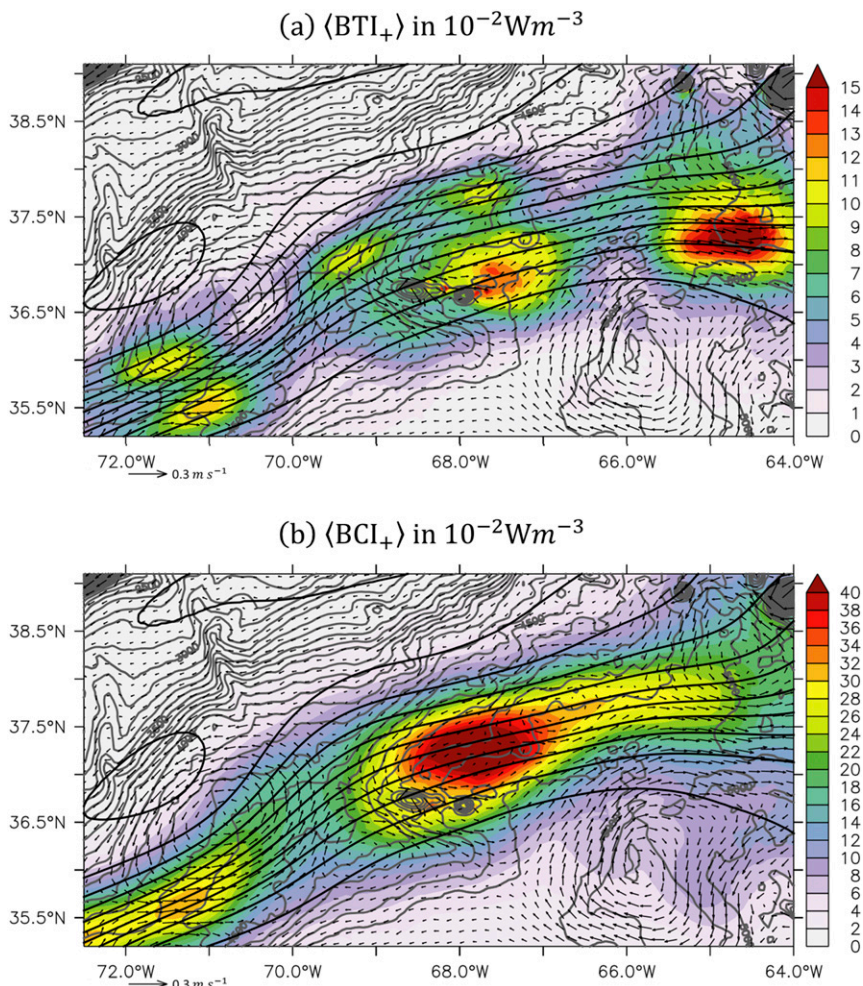 (a) ⟨BTI₊⟩ in 10⁻²Wm⁻³
15
14
13
12
11
10
9
8
7
6
5
4
3
2
1
0
38.5°N
37.5°N
36.5°N
35.5°N
72.0°W 70.0°W 68.0°W 66.0°W 64.0°W
0.3 m s⁻¹
(b) ⟨BCI₊⟩ in 10⁻²Wm⁻³
40
38
36
34
32
30
28
26
24
22
20
18
16
14
12
10
8
6
4
2
0
38.5°N
37.5°N
36.5°N
35.5°N
72.0°W 70.0°W 68.0°W 66.0°W 64.0°W
0.3 m s⁻¹